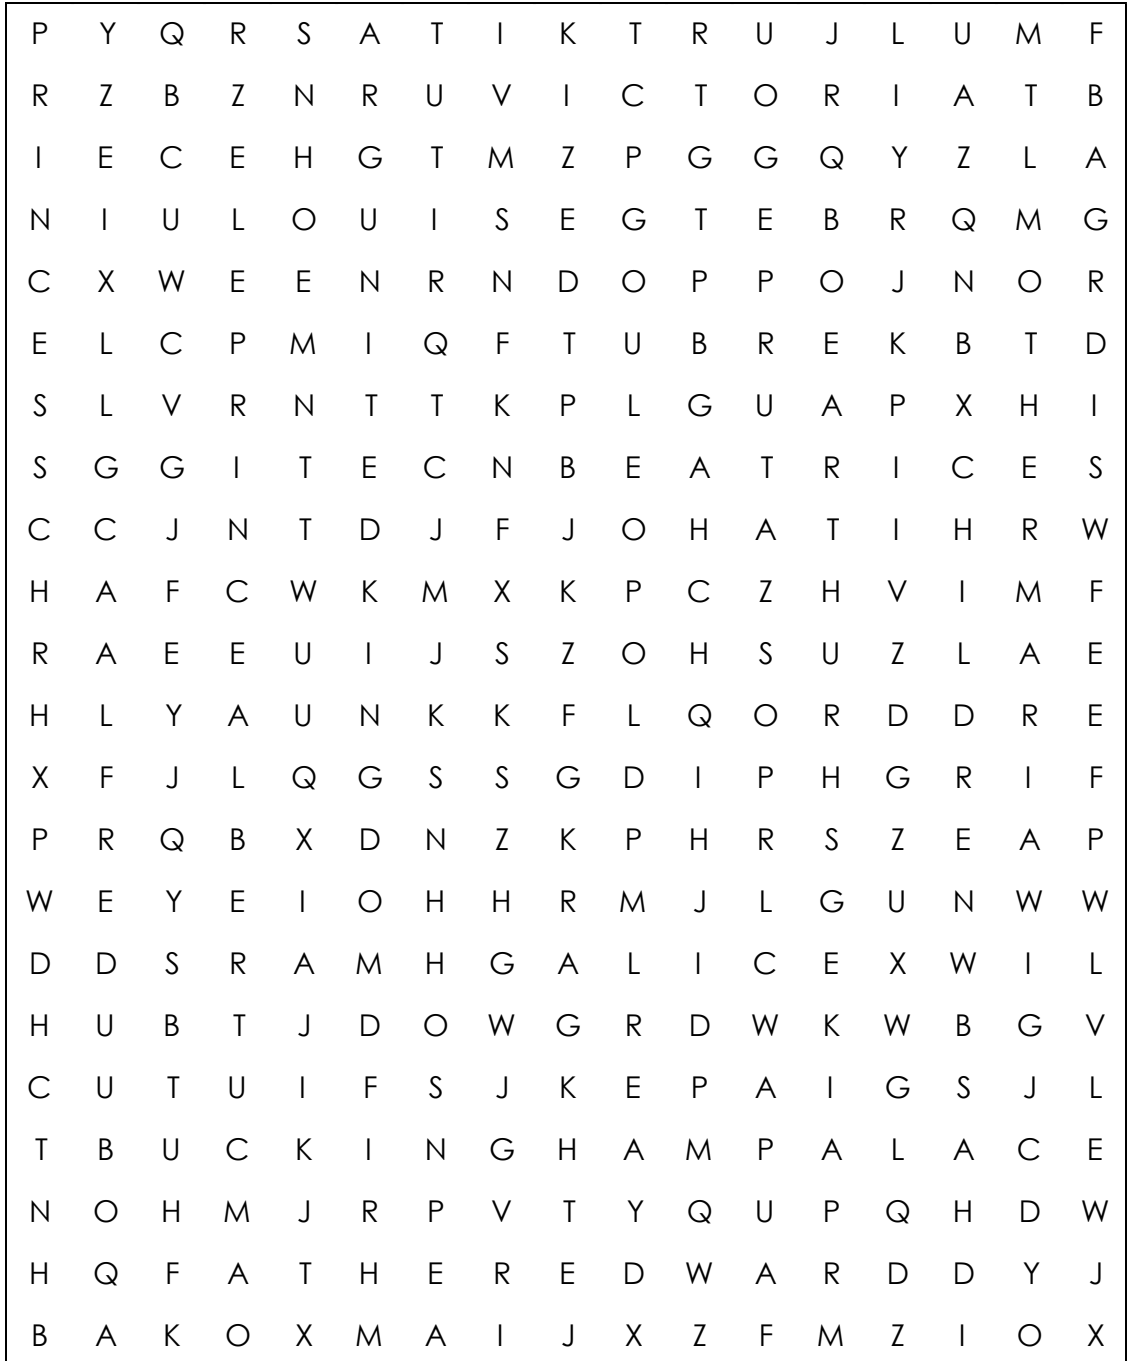 P Y Q R S A T I K T R U J L U M F
R Z B Z N R U V I C T O R I A T B
I E C E H G T M Z P G G Q Y Z L A
N I U L O U I S E G T E B R Q M G
C X W E E N R N D O P P O J N O R
E L C P M I Q F T U B R E K B T D
S L V R N T T K P L G U A P X H I
S G G I T E C N B E A T R I C E S
C C J N T D J F J O H A T I H R W
H A F C W K M X K P C Z H V I M F
R A E E U I J S Z O H S U Z L A E
H L Y A U N K K F L Q O R D D R E
X F J L Q G S S G D I P H G R I F
P R Q B X D N Z K P H R S Z E A P
W E Y E I O H H R M J L G U N W W
D D S R A M H G A L I C E X W I L
H U B T J D O W G R D W K W B G V
C U T U I F S J K E P A I G S J L
T B U C K I N G H A M P A L A C E
N O H M J R P V T Y Q U P Q H D W
H Q F A T H E R E D W A R D D Y J
B A K O X M A I J X Z F M Z I O X